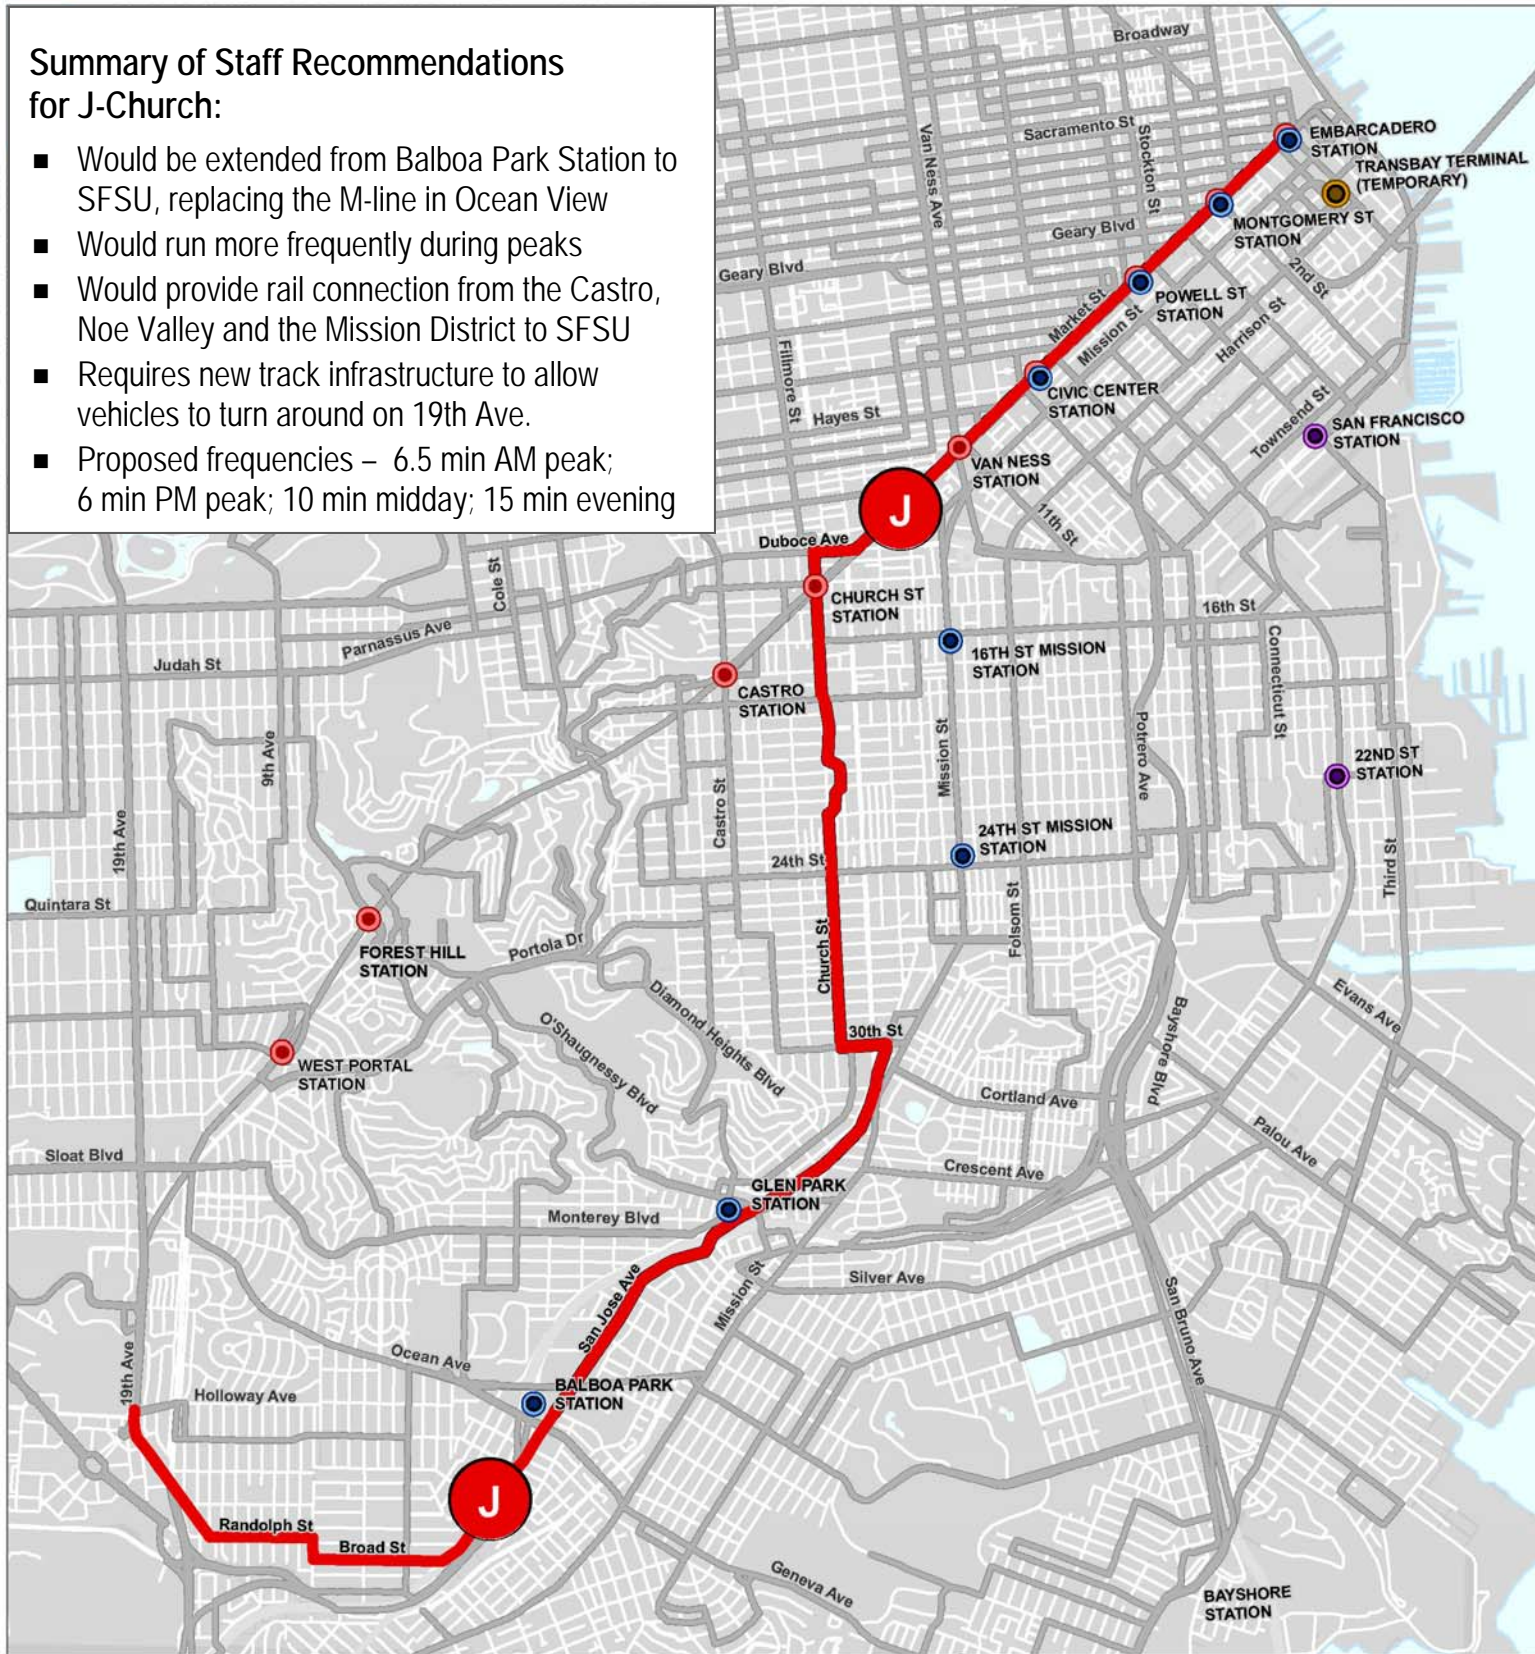 Summary of Staff Recommendations
for J-Church:
■ Would be extended from Balboa Park Station to
SFSU, replacing the M-line in Ocean View
■ Would run more frequently during peaks
■ Would provide rail connection from the Castro,
Noe Valley and the Mission District to SFSU
■ Requires new track infrastructure to allow
vehicles to turn around on 19th Ave.
■ Proposed frequencies – 6.5 min AM peak;
6 min PM peak; 10 min midday; 15 min evening
Broadway
Sacramento St
Stockton St
Van Ness Ave
EMBARCADERO
STATION
TRANSBAY TERMINAL
(TEMPORARY)
MONTGOMERY ST
STATION
Geary Blvd
Geary Blvd
2nd St
POWELL ST
STATION
Market St
Mission St
Harrison St
Fillmore St
Hayes St
CIVIC CENTER
STATION
Townsend St
SAN FRANCISCO
STATION
VAN NESS
STATION
J
11th St
Duboce Ave
Cole St
CHURCH ST
STATION
16th St
Parnassus Ave
Judah St
16TH ST MISSION
STATION
Connecticut St
CASTRO
STATION
9th Ave
Mission St
Potrero Ave
22ND ST
STATION
19th Ave
Castro St
24TH ST MISSION
STATION
24th St
Third St
Quintara St
Folsom St
FOREST HILL
STATION
Portola Dr
Church St
Diamond Heights Blvd
Evans Ave
O'Shaugnessy Blvd
30th St
Bayshore Blvd
WEST PORTAL
STATION
Cortland Ave
Palou Ave
Sloat Blvd
Crescent Ave
GLEN PARK
STATION
Monterey Blvd
Silver Ave
San Jose Ave
Mission St
San Bruno Ave
Ocean Ave
19th Ave
Holloway Ave
BALBOA PARK
STATION
J
Randolph St
Broad St
Geneva Ave
BAYSHORE
STATION